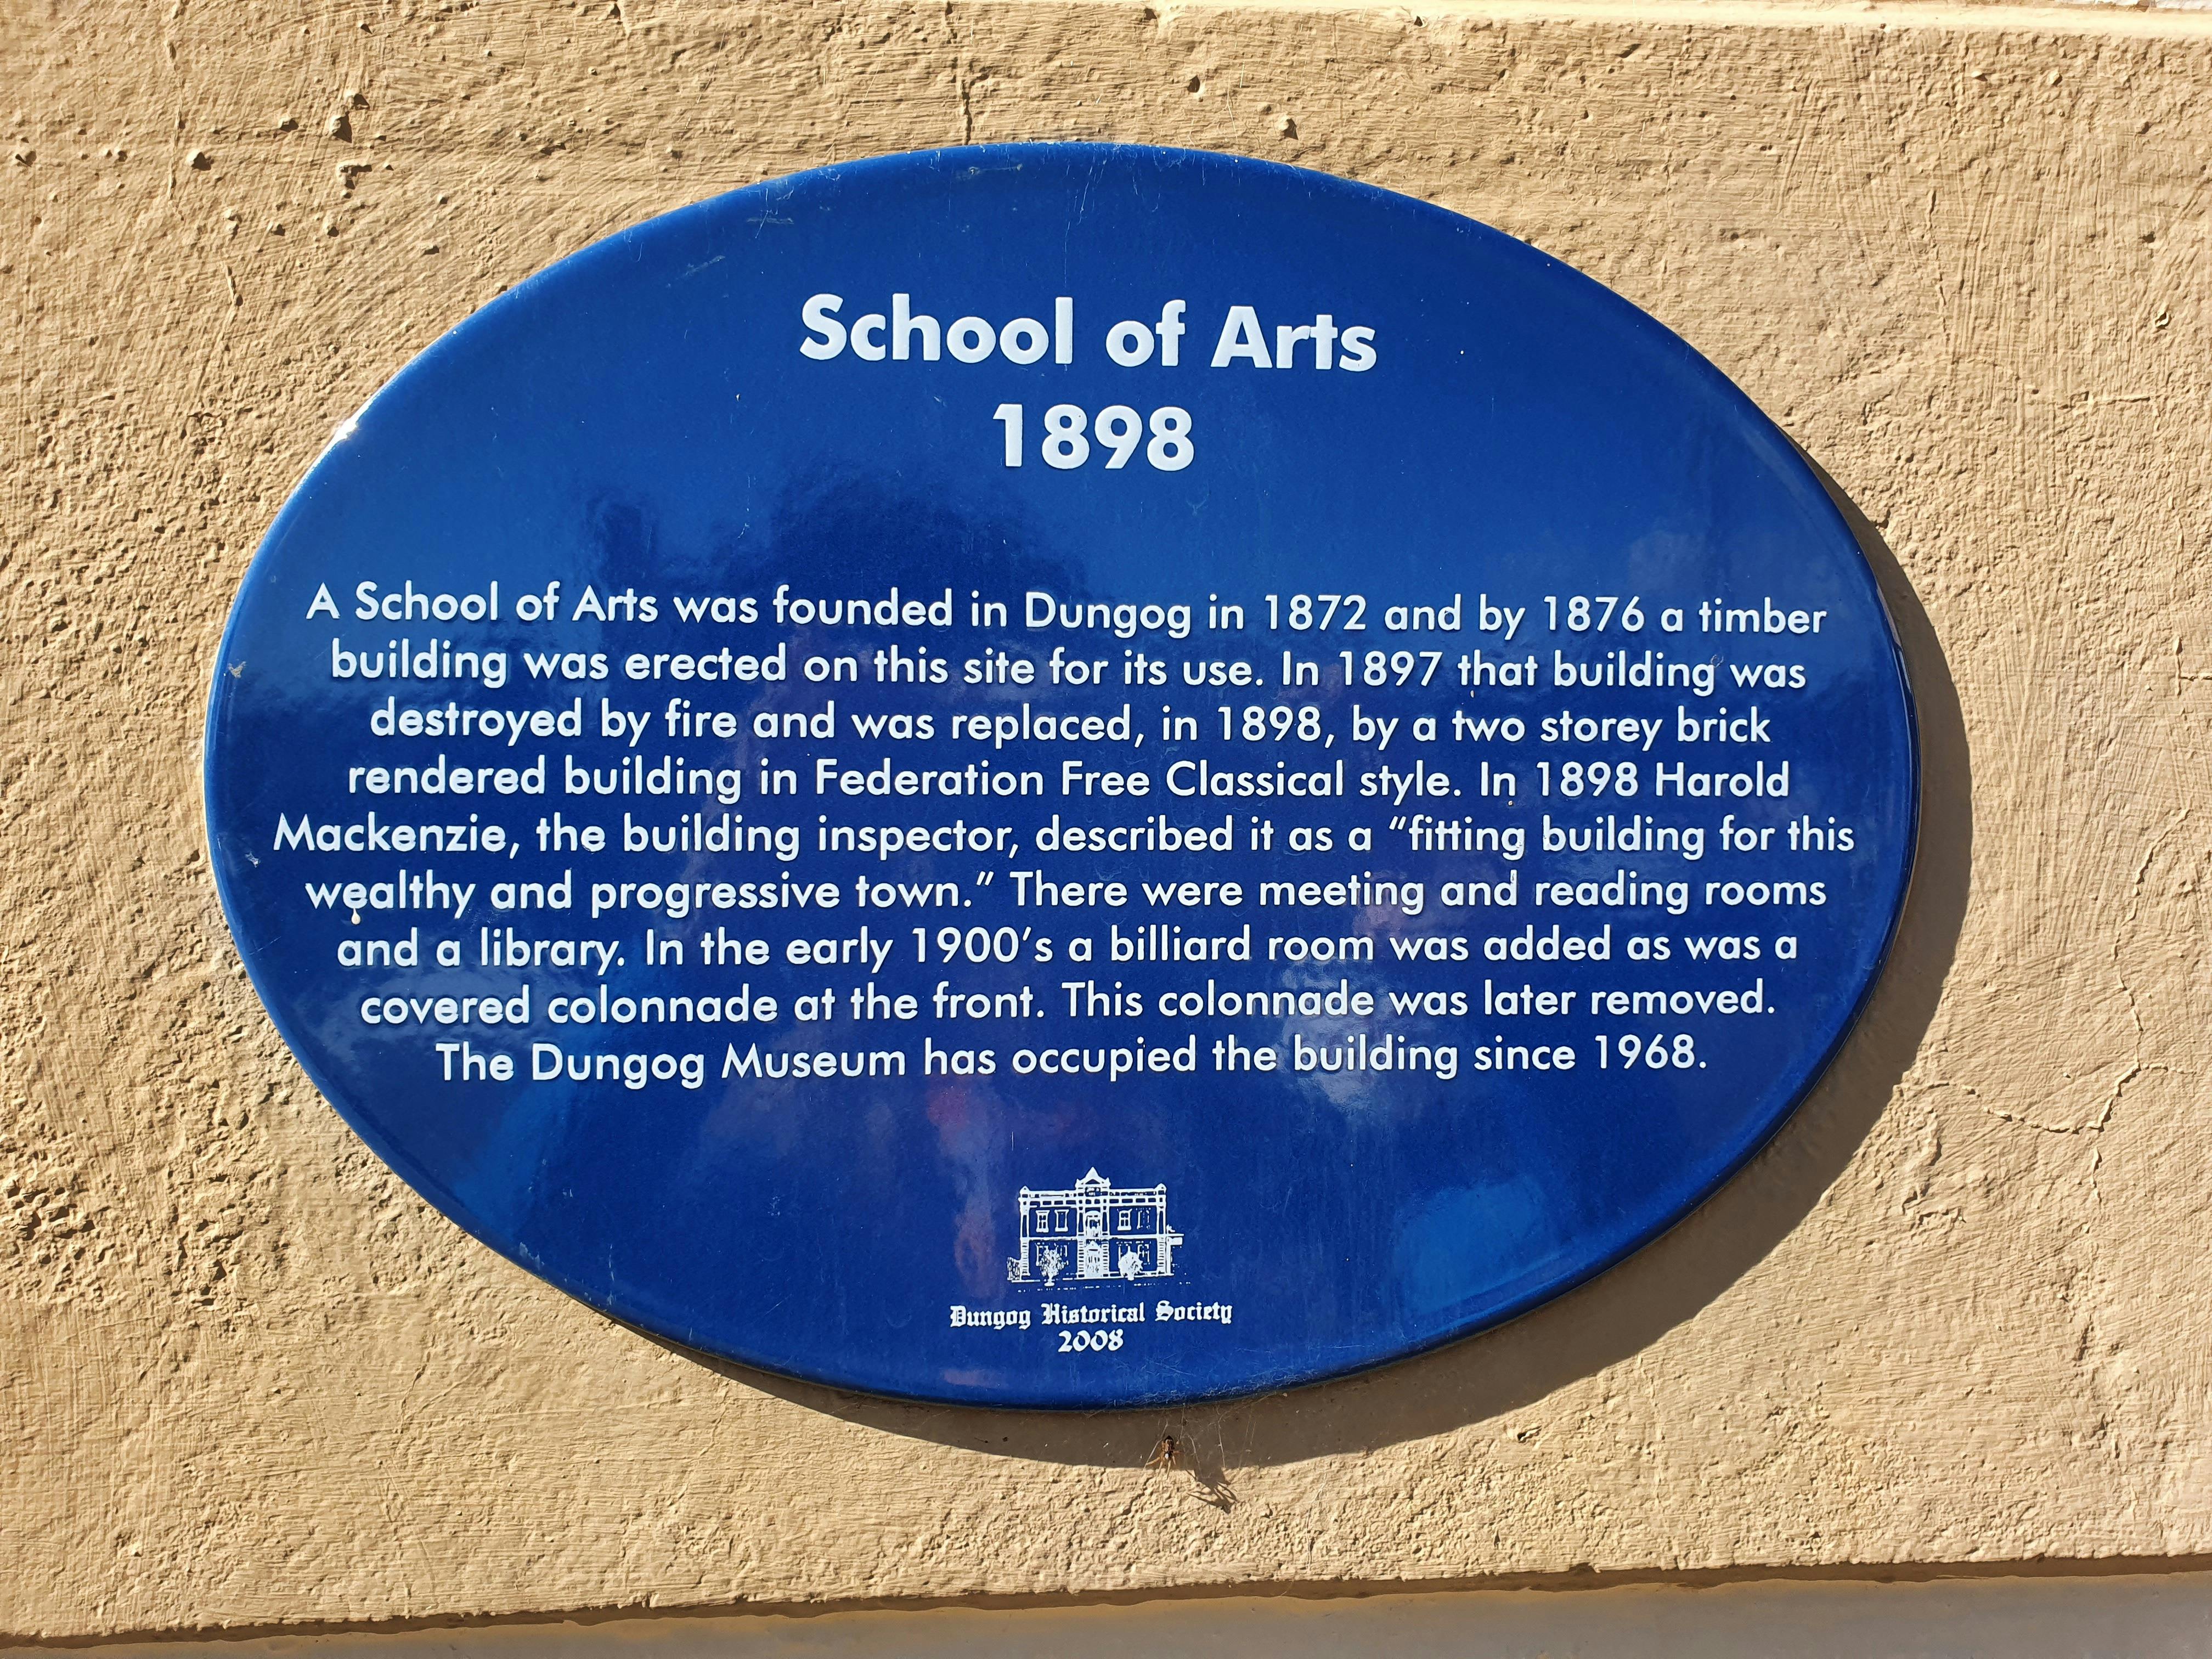 School of Arts
1898
A School of Arts was founded in Dungog in 1872 and by 1876 a timber
building was erected on this site for its use. In 1897 that building was
destroyed by fire and was replaced, in 1898, by a two storey brick
rendered building in Federation Free Classical style. In 1898 Harold
Mackenzie, the building inspector, described it as a “fitting building for this
wealthy and progressive town.” There were meeting and reading rooms
and a library. In the early 1900’s a billiard room was added as was a
covered colonnade at the front. This colonnade was later removed.
The Dungog Museum has occupied the building since 1968.
Dungog Historical Society
2008